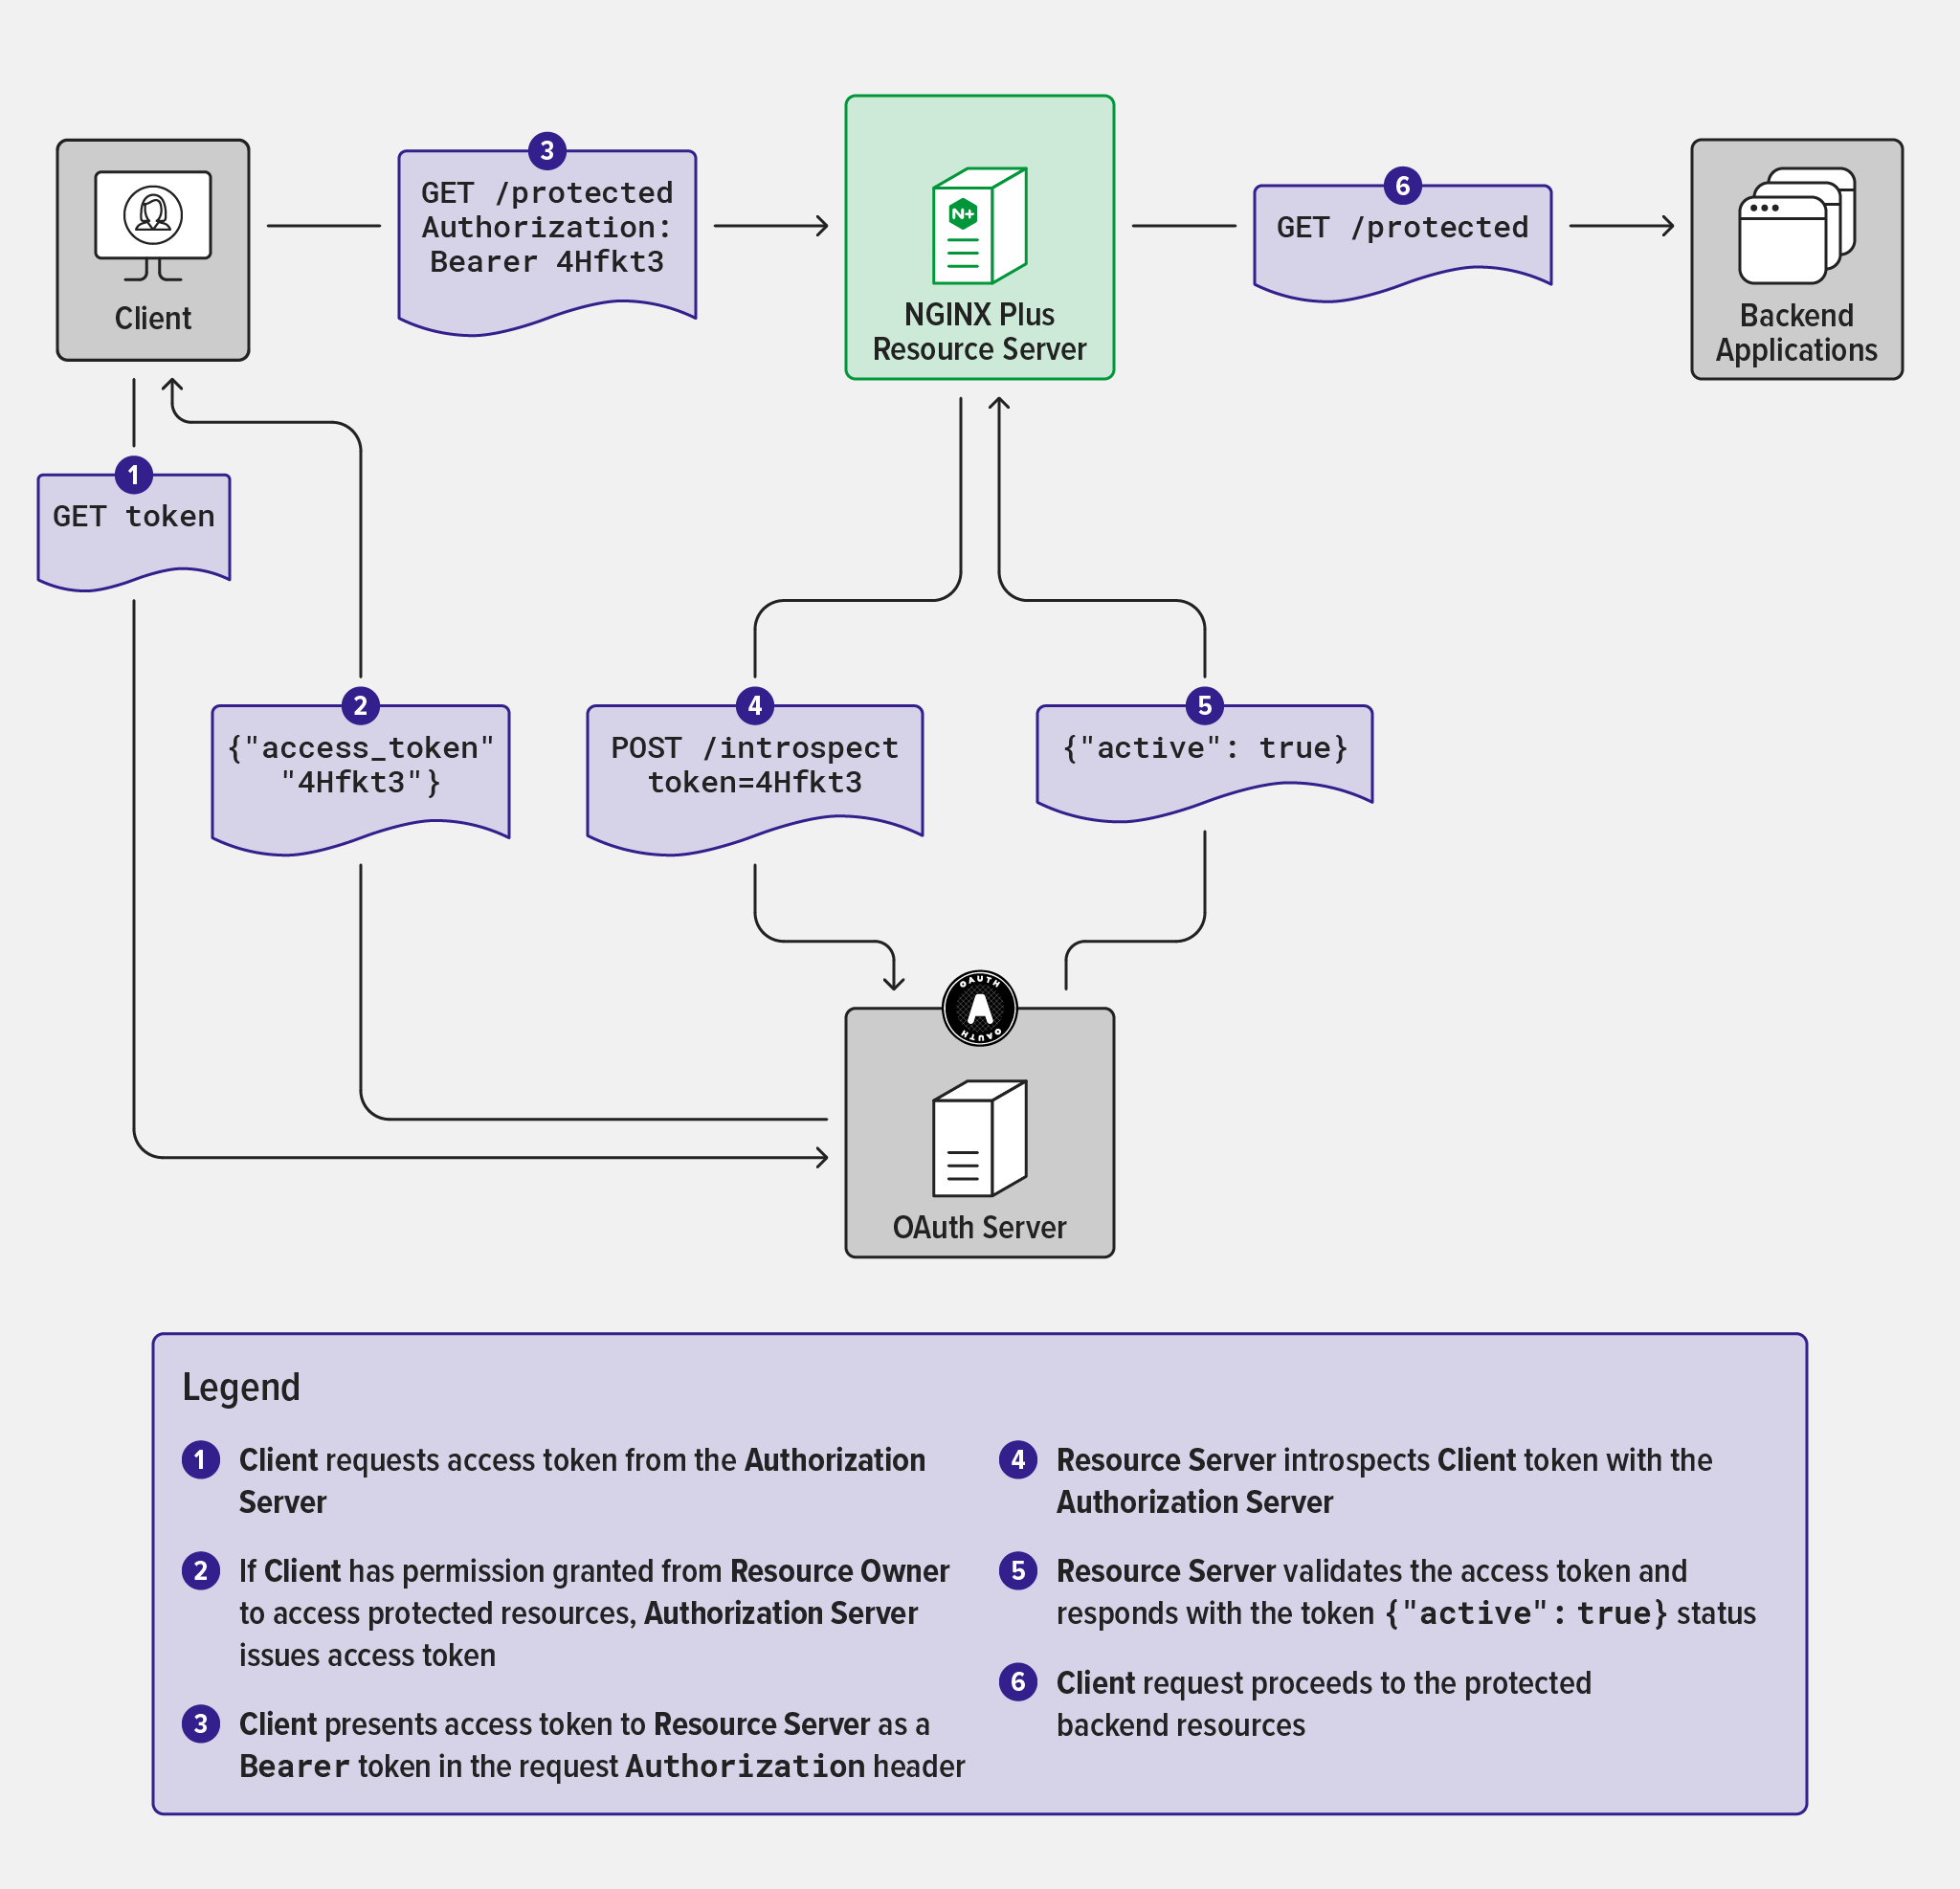 3
GET /protected
Authorization:
Bearer 4Hfkt3
Client
N+
NGINX Plus
Resource Server
6
GET /protected
Backend
Applications
1
GET token
2
{"access_token"
"4Hfkt3"}
4
POST /introspect
token=4Hfkt3
5
{"active": true}
OAUTH
A
OAUTH
OAuth Server
Legend
1 Client requests access token from the Authorization
Server
2 If Client has permission granted from Resource Owner
to access protected resources, Authorization Server
issues access token
3 Client presents access token to Resource Server as a
Bearer token in the request Authorization header
4 Resource Server introspects Client token with the
Authorization Server
5 Resource Server validates the access token and
responds with the token {"active": true} status
6 Client request proceeds to the protected
backend resources